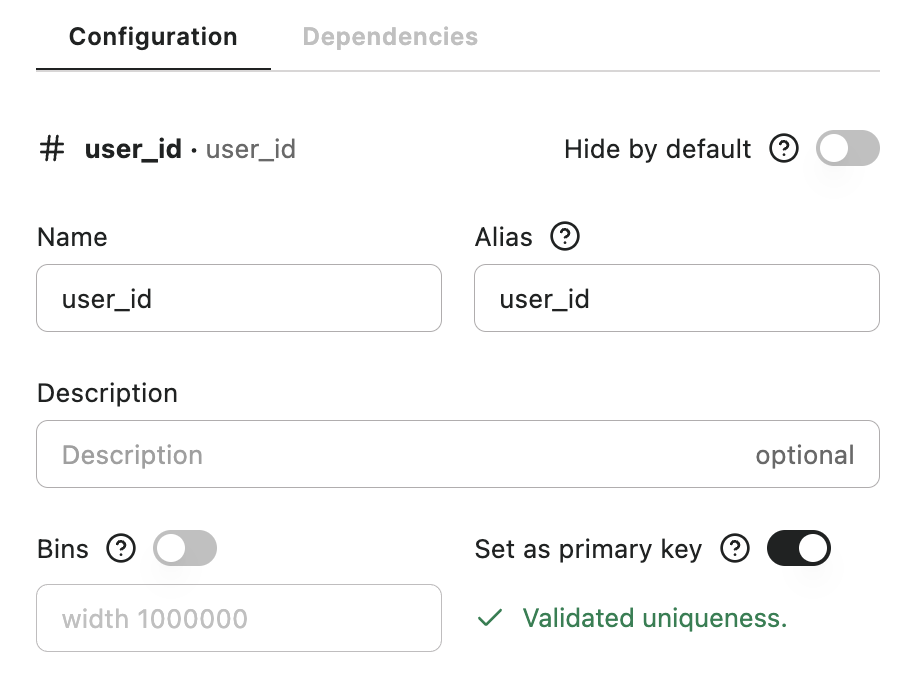 Configuration Dependencies
# user_id · user_id Hide by default ?
Name Alias ?
user_id user_id
Description
Description optional
Bins ? Set as primary key ?
width 1000000 ✓ Validated uniqueness.